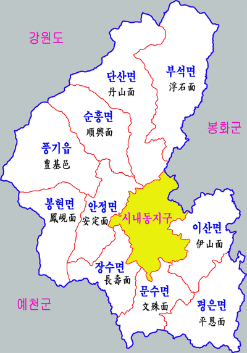 강원도
부석면
浮石面
단산면
丹山面
순흥면
順興面
봉화군
풍기읍
豊基邑
봉현면
鳳峴面
안정면
安定面
시내동지구
이산면
伊山面
장수면
長壽面
문수면
文殊面
평은면
平恩面
예천군